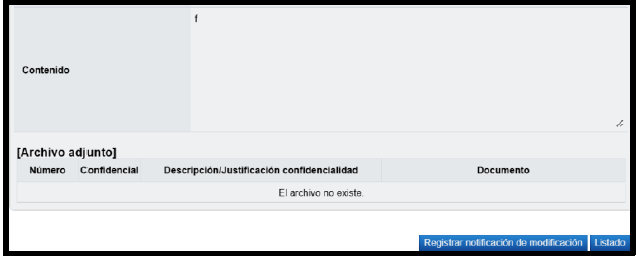 f
Contenido
[Archivo adjunto]
Número Confidencial Descripción/Justificación confidencialidad Documento
El archivo no existe.
Registrar notificación de modificación Listado